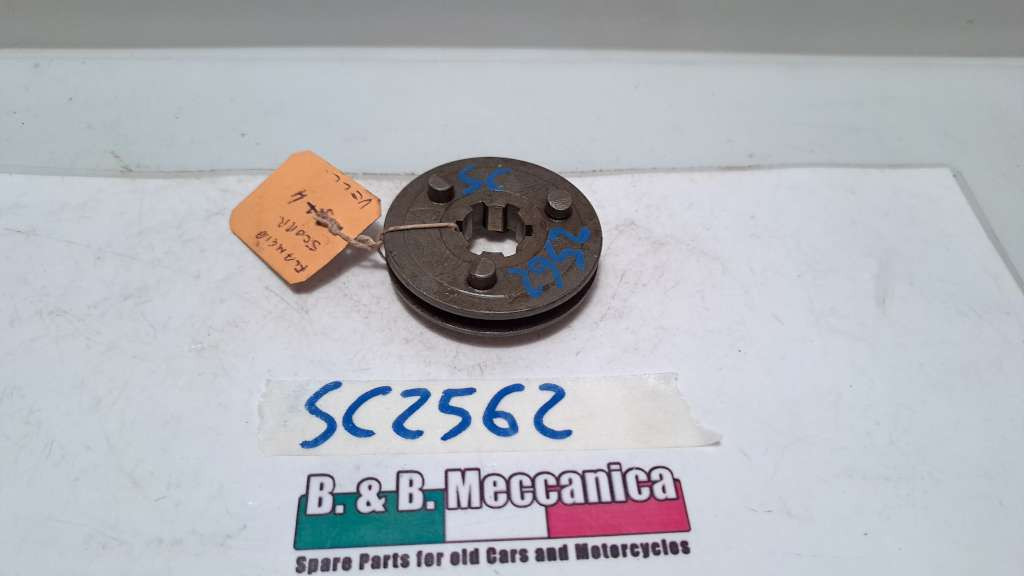 SC
2562
SC2562
B. & B. Meccanica
Spare Parts for old Cars and Motorcycles